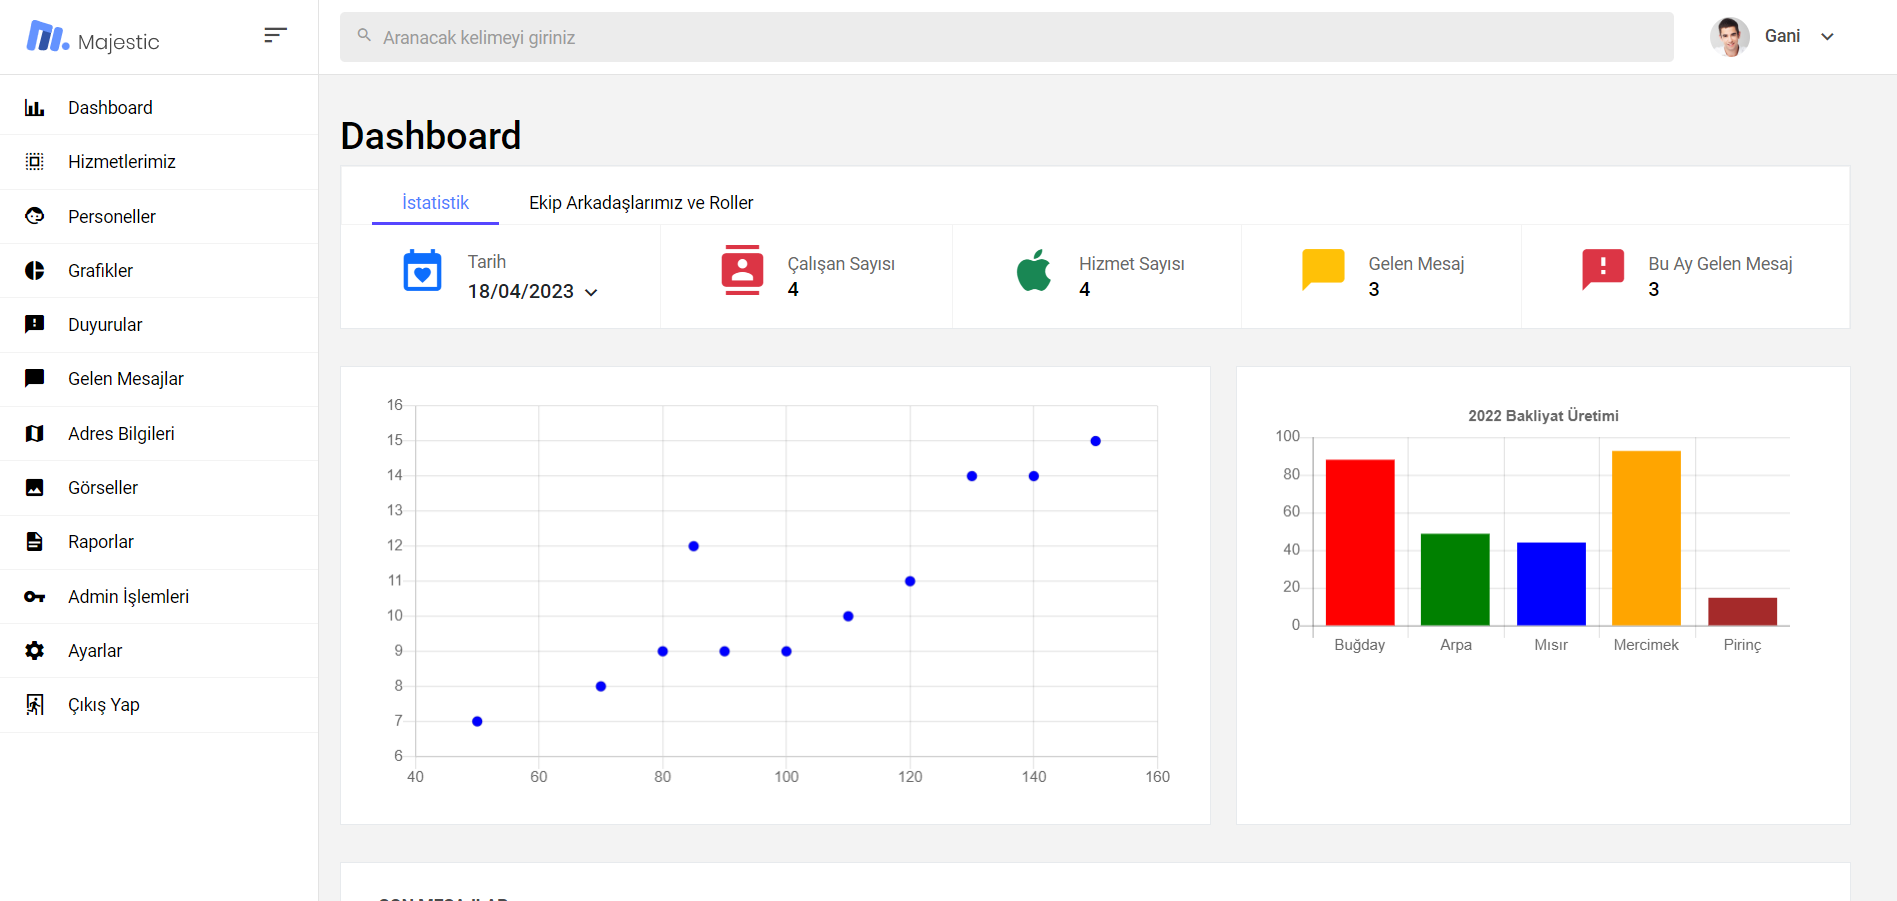 Majestic
Aranacak kelimeyi giriniz
Gani
Dashboard
Hizmetlerimiz
Personeller
Grafikler
Duyurular
Gelen Mesajlar
Adres Bilgileri
Görseller
Raporlar
Admin İşlemleri
Ayarlar
Çıkış Yap
Dashboard
İstatistik
Ekip Arkadaşlarımız ve Roller
Tarih
18/04/2023
Çalışan Sayısı
4
Hizmet Sayısı
4
Gelen Mesaj
3
Bu Ay Gelen Mesaj
3
16
15
14
13
12
11
10
9
8
7
6
40 60 80 100 120 140 160
2022 Bakliyat Üretimi
100
80
60
40
20
0
Buğday Arpa Mısır Mercimek Pirinç